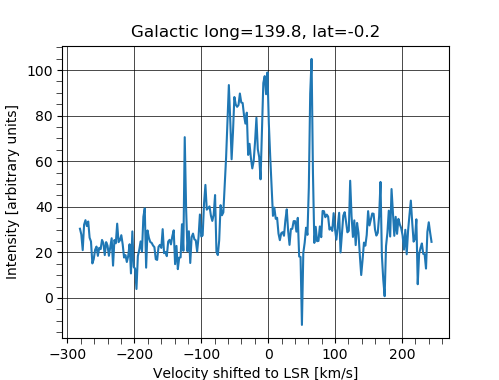 Galactic long=139.8, lat=-0.2
Intensity [arbitrary units]
100
80
60
40
20
0
−300 −200 −100 0 100 200
Velocity shifted to LSR [km/s]